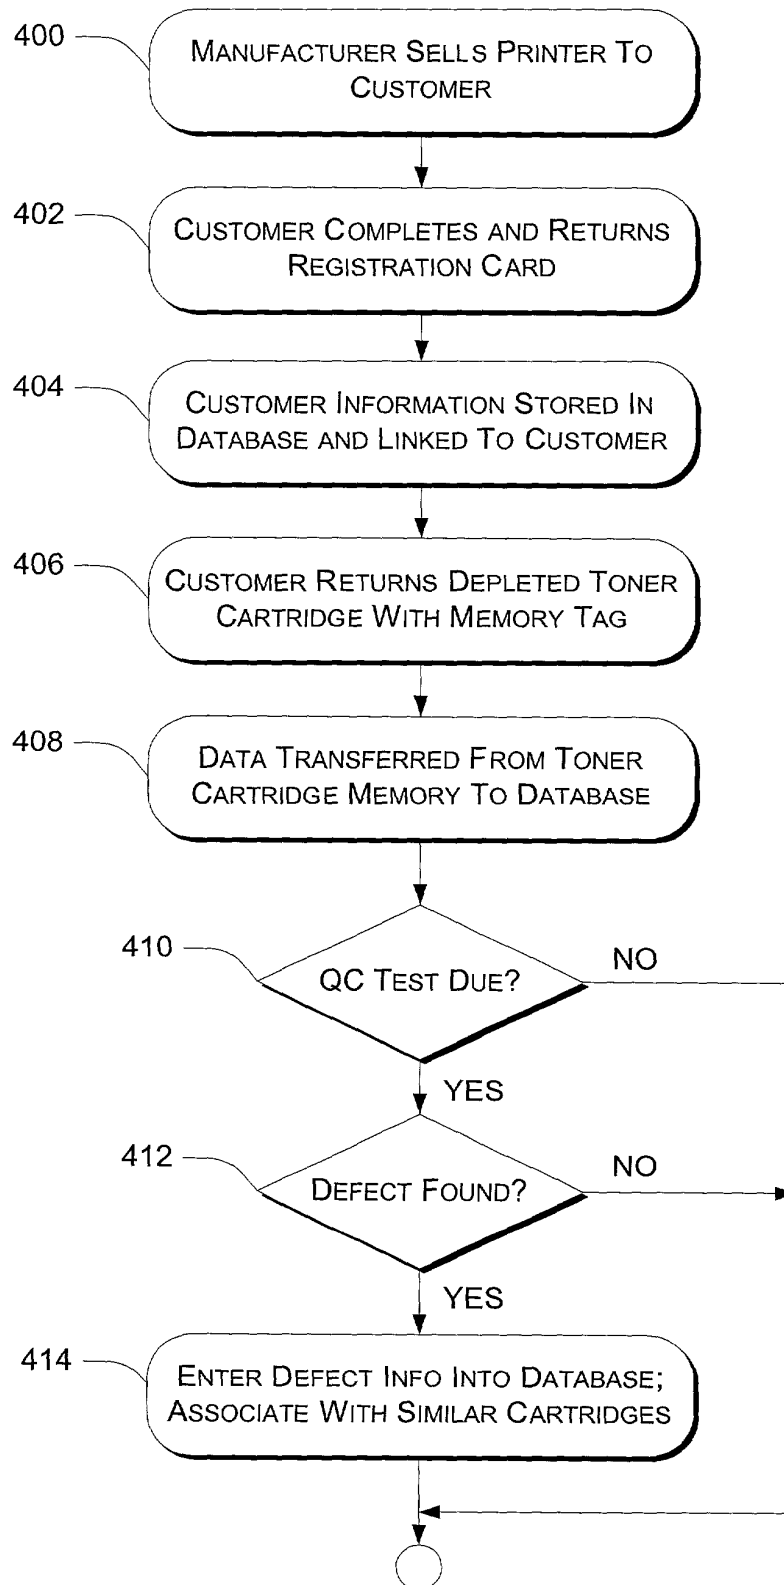 400
MANUFACTURER SELLS PRINTER TO
CUSTOMER
402
CUSTOMER COMPLETES AND RETURNS
REGISTRATION CARD
404
CUSTOMER INFORMATION STORED IN
DATABASE AND LINKED TO CUSTOMER
406
CUSTOMER RETURNS DEPLETED TONER
CARTRIDGE WITH MEMORY TAG
408
DATA TRANSFERRED FROM TONER
CARTRIDGE MEMORY TO DATABASE
410
QC TEST DUE?
NO
YES
412
DEFECT FOUND?
NO
YES
414
ENTER DEFECT INFO INTO DATABASE;
ASSOCIATE WITH SIMILAR CARTRIDGES